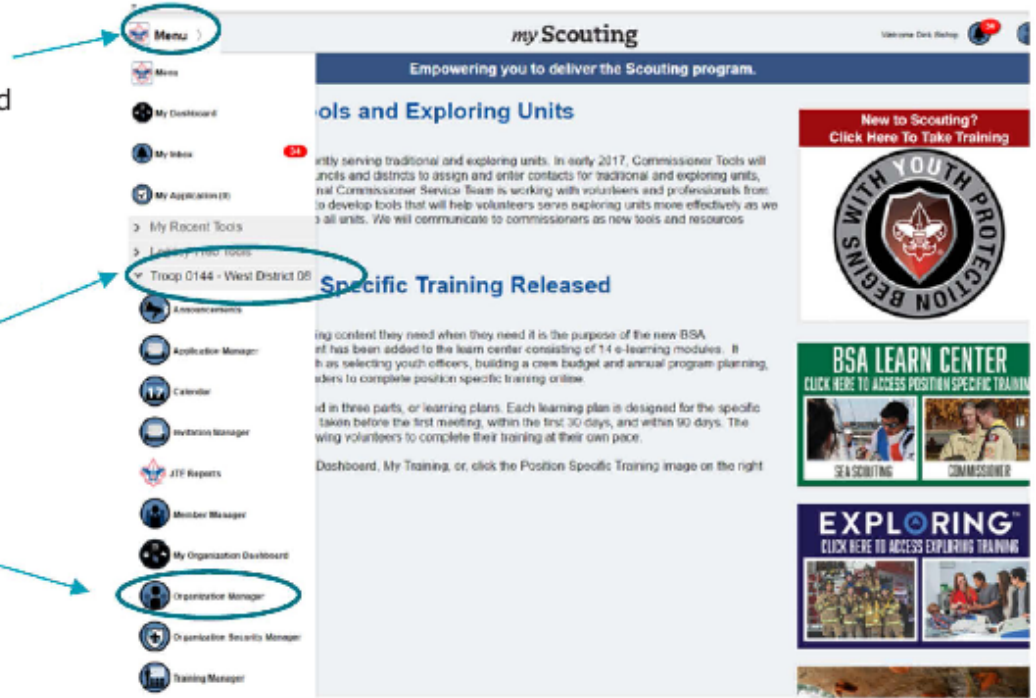 Menu
my Scouting
Welcome Dirk Bishop
d
Menu
Empowering you to deliver the Scouting program.
My Dashboard
ols and Exploring Units
New to Scouting?
Click Here To Take Training
My Inbox 34
ntly serving traditional and exploring units. In early 2017, Commissioner Tools will
uncils and districts to assign and enter contacts for traditional and exploring units,
My Application (0)
nal Commissioner Service Team is working with volunteers and professionals from
to develop tools that will help volunteers serve exploring units more effectively as we
o all units. We will communicate to commissioners as new tools and resources
YOUTH PROTECTION BEGINS WITH YOU
My Recent Tools
Legacy Web Tools
Troop 0144 - West District 08
Specific Training Released
Announcements
ing content they need when they need it is the purpose of the new BSA
Application Manager
nt has been added to the learn center consisting of 14 e-learning modules. It
h as selecting youth officers, building a crew budget and annual program planning,
aders to complete position specific training online.
BSA LEARN CENTER
CLICK HERE TO ACCESS POSITION SPECIFIC TRAININ
Calendar
17
ed in three parts, or learning plans. Each learning plan is designed for the specific
taken before the first meeting, within the first 30 days, and within 90 days. The
wing volunteers to complete their training at their own pace.
Invitation Manager
Dashboard, My Training, or, click the Position Specific Training image on the right
SEA SCOUTING
COMMISSIONER
JTE Reports
Member Manager
EXPLORING™
CLICK HERE TO ACCESS EXPLORING TRAINING
My Organization Dashboard
Organization Manager
Organization Security Manager
Training Manager